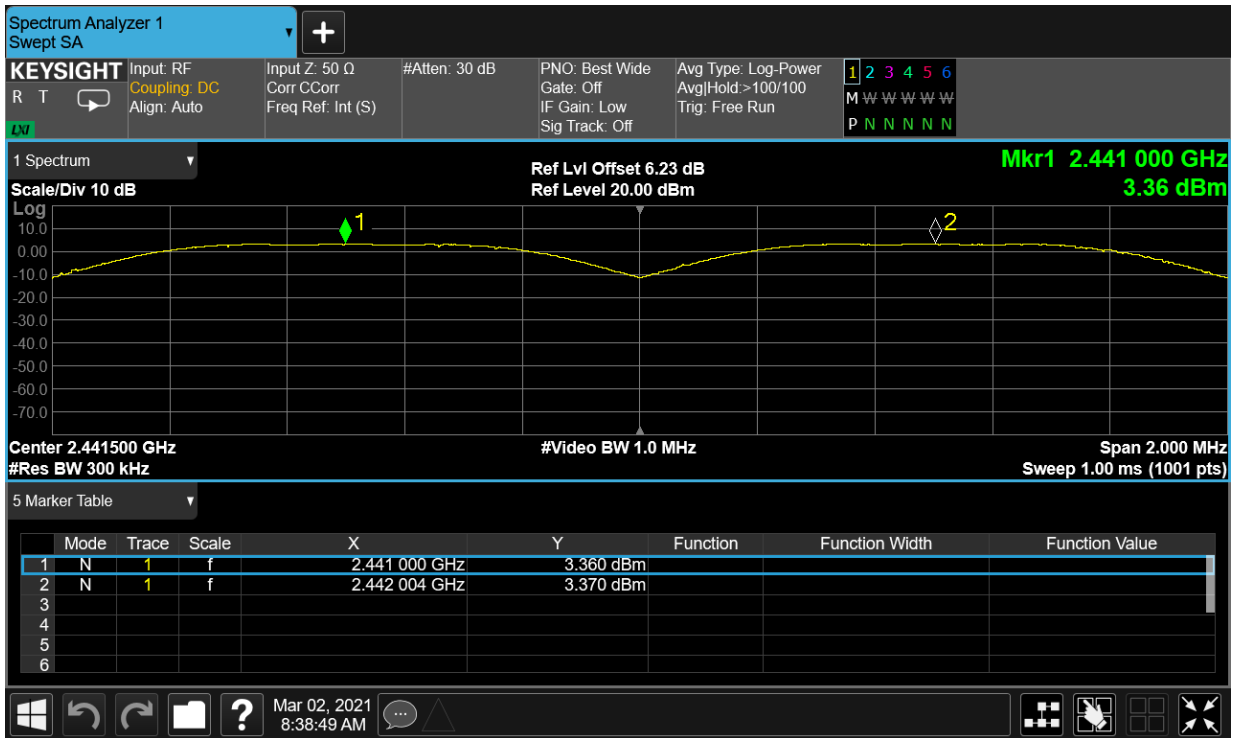 Spectrum Analyzer 1
Swept SA
+
KEYSIGHT
R T
LXI
Input: RF
Coupling: DC
Align: Auto
Input Z: 50 Ω
Corr CCorr
Freq Ref: Int (S)
#Atten: 30 dB
PNO: Best Wide
Gate: Off
IF Gain: Low
Sig Track: Off
Avg Type: Log-Power
Avg|Hold:>100/100
Trig: Free Run
1 2 3 4 5 6
M W W W W W
P N N N N N
1 Spectrum
Scale/Div 10 dB
Ref Lvl Offset 6.23 dB
Ref Level 20.00 dBm
Mkr1 2.441 000 GHz
3.36 dBm
Log
10.0
0.00
-10.0
-20.0
-30.0
-40.0
-50.0
-60.0
-70.0
1
2
Center 2.441500 GHz
#Video BW 1.0 MHz
Span 2.000 MHz
#Res BW 300 kHz
Sweep 1.00 ms (1001 pts)
5 Marker Table
Mode Trace Scale X Y Function Function Width Function Value
1 N 1 f 2.441 000 GHz 3.360 dBm
2 N 1 f 2.442 004 GHz 3.370 dBm
3
4
5
6
?
Mar 02, 2021
8:38:49 AM